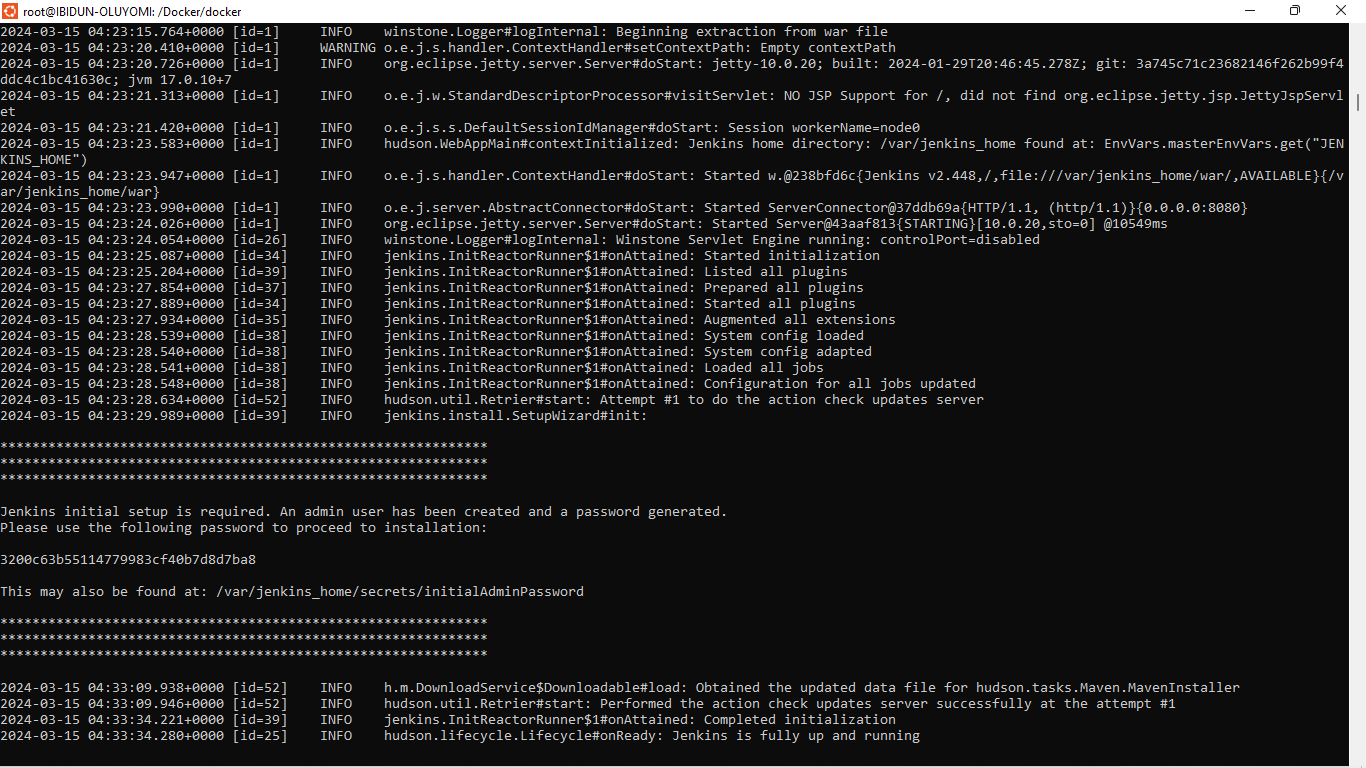 root@IBIDUN-OLUYOMI: /Docker/docker
2024-03-15 04:23:15.764+0000 [id=1] INFO winstone.Logger#logInternal: Beginning extraction from war file
2024-03-15 04:23:20.410+0000 [id=1] WARNING o.e.j.s.handler.ContextHandler#setContextPath: Empty contextPath
2024-03-15 04:23:20.726+0000 [id=1] INFO org.eclipse.jetty.server.Server#doStart: jetty-10.0.20; built: 2024-01-29T20:46:45.278Z; git: 3a745c71c23682146f262b99f4
ddc4c1bc41630c; jvm 17.0.10+7
2024-03-15 04:23:21.313+0000 [id=1] INFO o.e.j.w.StandardDescriptorProcessor#visitServlet: NO JSP Support for /, did not find org.eclipse.jetty.jsp.JettyJspServl
et
2024-03-15 04:23:21.420+0000 [id=1] INFO o.e.j.s.s.DefaultSessionIdManager#doStart: Session workerName=node0
2024-03-15 04:23:23.583+0000 [id=1] INFO hudson.WebAppMain#contextInitialized: Jenkins home directory: /var/jenkins_home found at: EnvVars.masterEnvVars.get("JEN
KINS_HOME")
2024-03-15 04:23:23.947+0000 [id=1] INFO o.e.j.s.handler.ContextHandler#doStart: Started w.@238bfd6c{Jenkins v2.448,/,file:///var/jenkins_home/war/,AVAILABLE}{/v
ar/jenkins_home/war}
2024-03-15 04:23:23.990+0000 [id=1] INFO o.e.j.server.AbstractConnector#doStart: Started ServerConnector@37ddb69a{HTTP/1.1, (http/1.1)}{0.0.0.0:8080}
2024-03-15 04:23:24.026+0000 [id=1] INFO org.eclipse.jetty.server.Server#doStart: Started Server@43aaf813{STARTING}[10.0.20,sto=0] @10549ms
2024-03-15 04:23:24.054+0000 [id=26] INFO winstone.Logger#logInternal: Winstone Servlet Engine running: controlPort=disabled
2024-03-15 04:23:25.087+0000 [id=34] INFO jenkins.InitReactorRunner$1#onAttained: Started initialization
2024-03-15 04:23:25.204+0000 [id=39] INFO jenkins.InitReactorRunner$1#onAttained: Listed all plugins
2024-03-15 04:23:27.854+0000 [id=37] INFO jenkins.InitReactorRunner$1#onAttained: Prepared all plugins
2024-03-15 04:23:27.889+0000 [id=34] INFO jenkins.InitReactorRunner$1#onAttained: Started all plugins
2024-03-15 04:23:27.934+0000 [id=35] INFO jenkins.InitReactorRunner$1#onAttained: Augmented all extensions
2024-03-15 04:23:28.539+0000 [id=38] INFO jenkins.InitReactorRunner$1#onAttained: System config loaded
2024-03-15 04:23:28.540+0000 [id=38] INFO jenkins.InitReactorRunner$1#onAttained: System config adapted
2024-03-15 04:23:28.541+0000 [id=38] INFO jenkins.InitReactorRunner$1#onAttained: Loaded all jobs
2024-03-15 04:23:28.548+0000 [id=38] INFO jenkins.InitReactorRunner$1#onAttained: Configuration for all jobs updated
2024-03-15 04:23:28.634+0000 [id=52] INFO hudson.util.Retrier#start: Attempt #1 to do the action check updates server
2024-03-15 04:23:29.989+0000 [id=39] INFO jenkins.install.SetupWizard#init:
*************************************************************
*************************************************************
*************************************************************
Jenkins initial setup is required. An admin user has been created and a password generated.
Please use the following password to proceed to installation:
3200c63b55114779983cf40b7d8d7ba8
This may also be found at: /var/jenkins_home/secrets/initialAdminPassword
*************************************************************
*************************************************************
*************************************************************
2024-03-15 04:33:09.938+0000 [id=52] INFO h.m.DownloadService$Downloadable#load: Obtained the updated data file for hudson.tasks.Maven.MavenInstaller
2024-03-15 04:33:09.946+0000 [id=52] INFO hudson.util.Retrier#start: Performed the action check updates server successfully at the attempt #1
2024-03-15 04:33:34.221+0000 [id=39] INFO jenkins.InitReactorRunner$1#onAttained: Completed initialization
2024-03-15 04:33:34.280+0000 [id=25] INFO hudson.lifecycle.Lifecycle#onReady: Jenkins is fully up and running